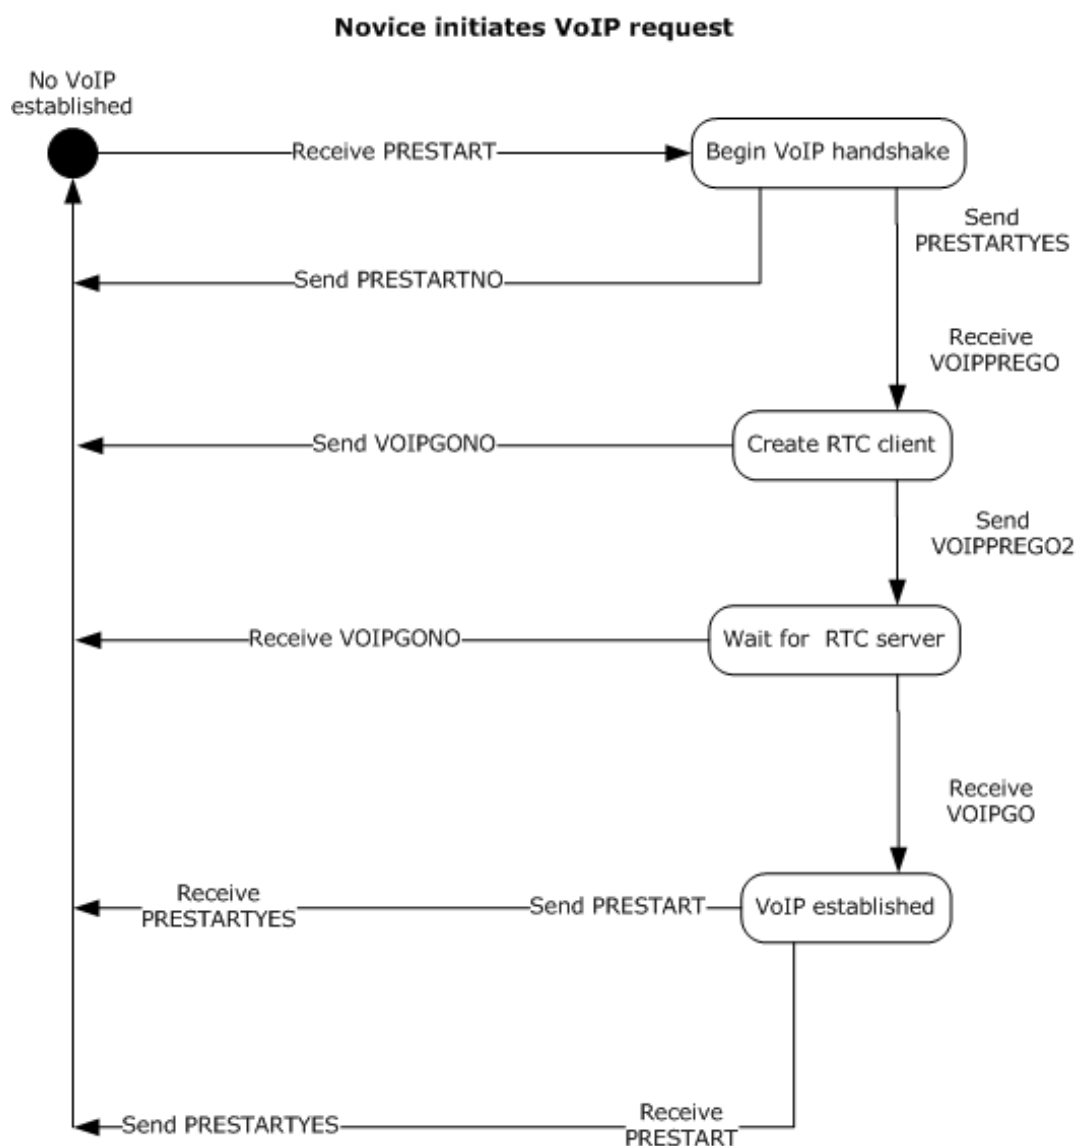 Novice initiates VoIP request
No VoIP
established
Receive PRESTART
Begin VoIP handshake
Send
PRESTARTYES
Send PRESTARTNO
Receive
VOIPPREGO
Send VOIPGONO
Create RTC client
Send
VOIPPREGO2
Receive VOIPGONO
Wait for RTC server
Receive
VOIPGO
Receive
PRESTARTYES
Send PRESTART
VoIP established
Send PRESTARTYES
Receive
PRESTART